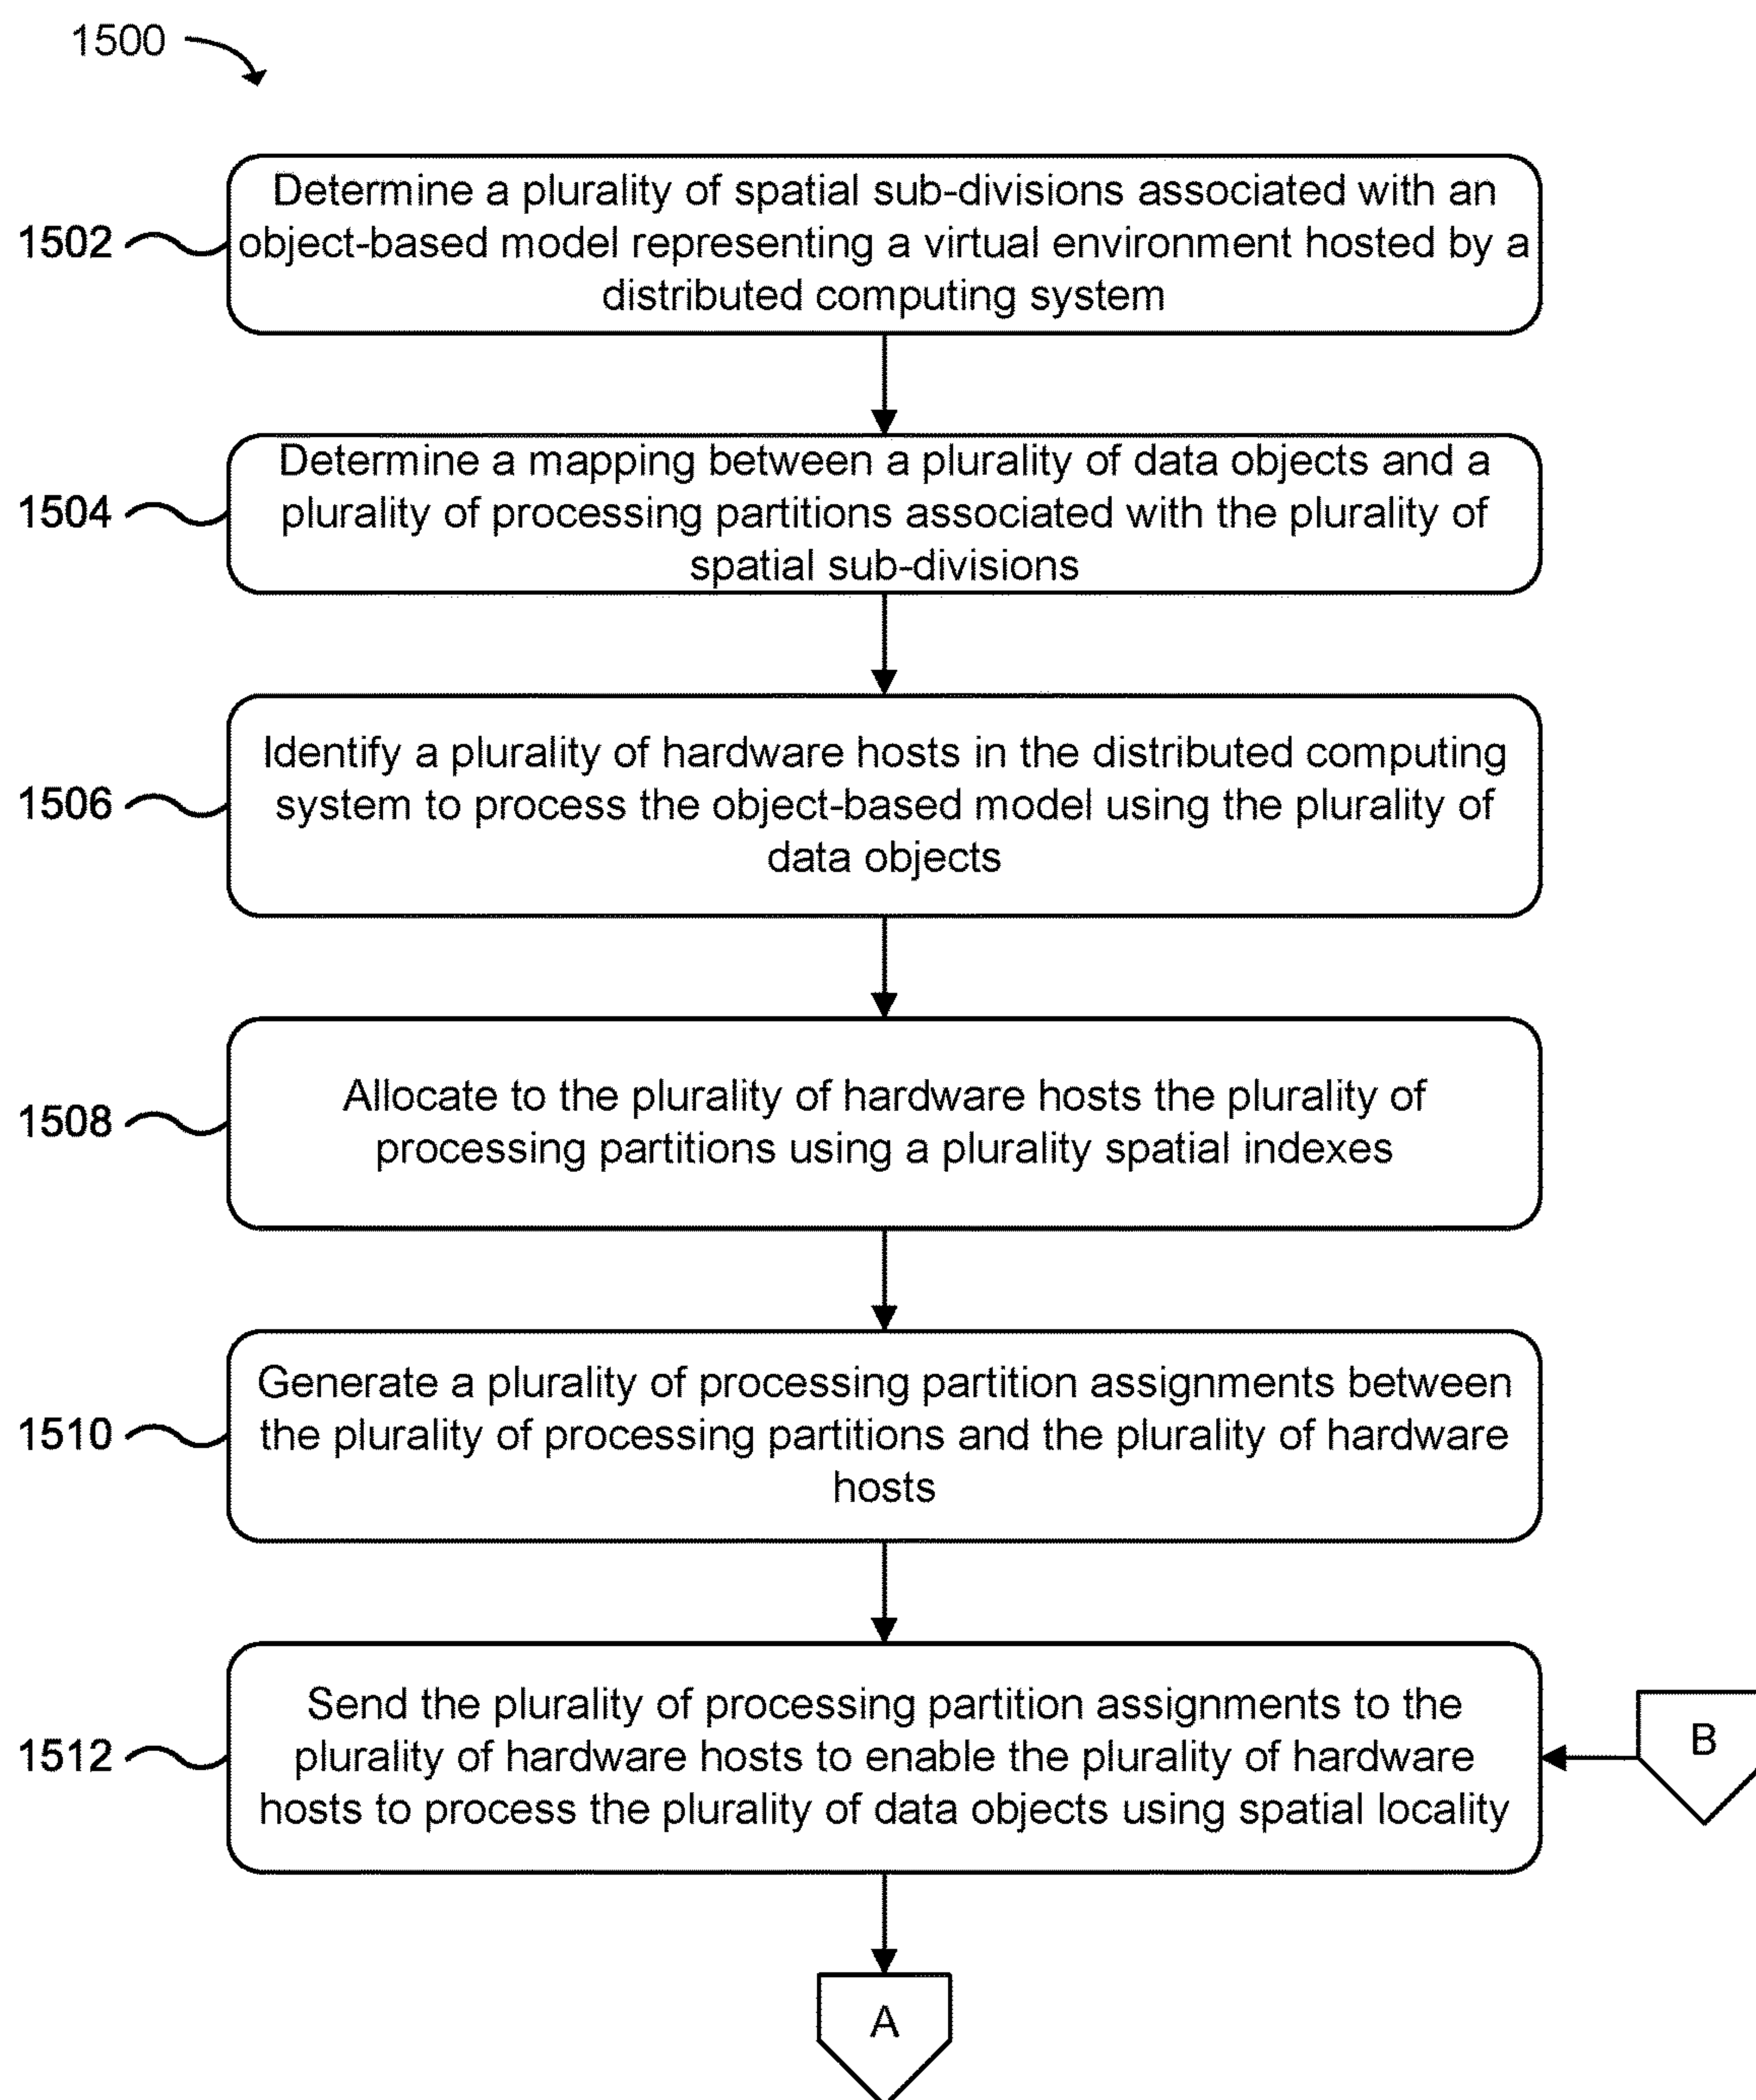 1500
Determine a plurality of spatial sub-divisions associated with an
1502
object-based model representing a virtual environment hosted by a
distributed computing system
Determine a mapping between a plurality of data objects and a
1504
plurality of processing partitions associated with the plurality of
spatial sub-divisions
Identify a plurality of hardware hosts in the distributed computing
1506
system to process the object-based model using the plurality of
data objects
1508
Allocate to the plurality of hardware hosts the plurality of
processing partitions using a plurality spatial indexes
Generate a plurality of processing partition assignments between
1510
the plurality of processing partitions and the plurality of hardware
hosts
Send the plurality of processing partition assignments to the
1512
plurality of hardware hosts to enable the plurality of hardware
hosts to process the plurality of data objects using spatial locality
B
A